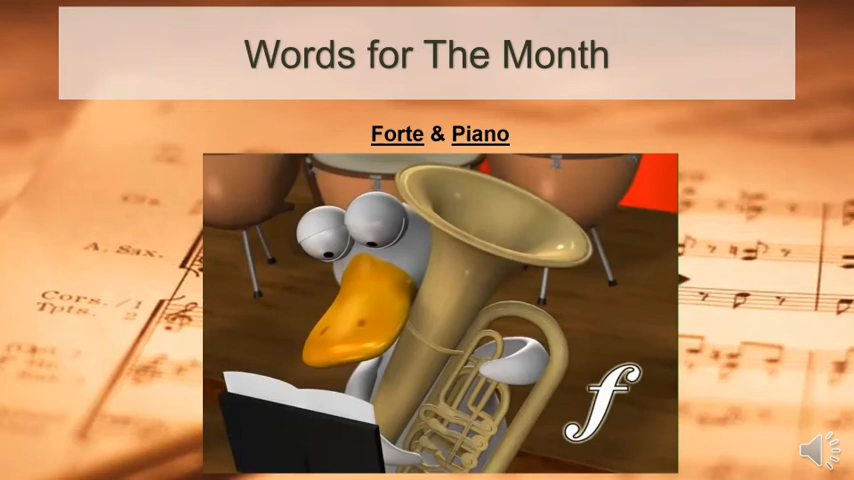 Words for The Month
Forte & Piano
f
A. Sax.
Cors. / 1
Tpts. 2